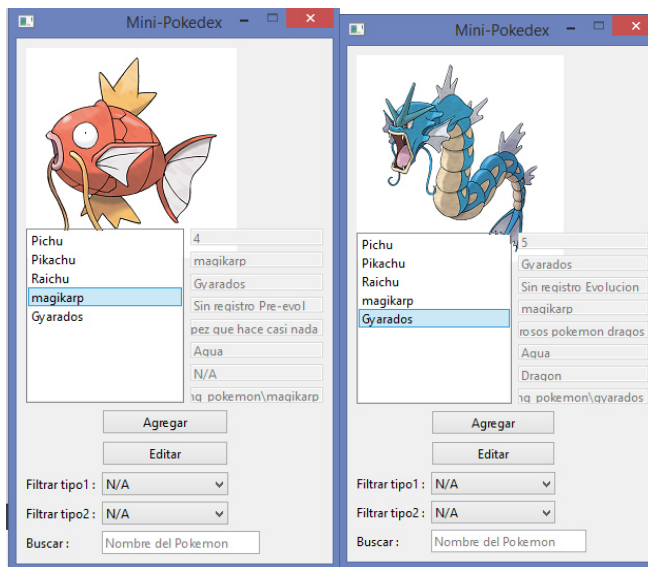 Mini-Pokedex
Pichu
Pikachu
Raichu
magikarp
Gyarados
4
magikarp
Gyarados
Sin registro Pre-evol
pez que hace casi nada
Agua
N/A
pokemon\magikarp
Agregar
Editar
Filtrar tipo1 : N/A
Filtrar tipo2 : N/A
Buscar : Nombre del Pokemon
Mini-Pokedex
Pichu
Pikachu
Raichu
magikarp
Gyarados
5
Gyarados
Sin registro Evolucion
magikarp
rosos pokemon dragos
Agua
Dragon
pokemon\gyarados
Agregar
Editar
Filtrar tipo1 : N/A
Filtrar tipo2 : N/A
Buscar : Nombre del Pokemon